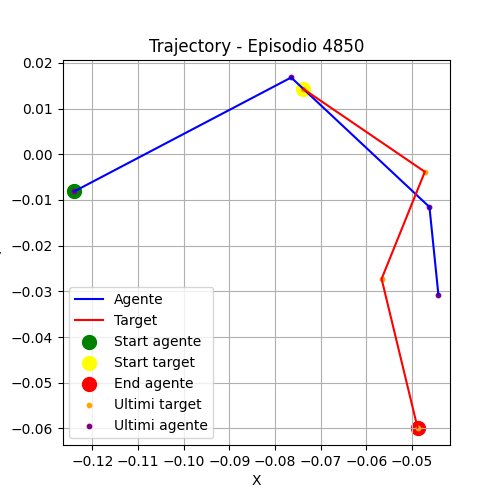 Trajectory - Episodio 4850
0.02
0.01
0.00
−0.01
−0.02
−0.03
−0.04
−0.05
−0.06
Agente
Target
Start agente
Start target
End agente
Ultimi target
Ultimi agente
−0.12 −0.11 −0.10 −0.09 −0.08 −0.07 −0.06 −0.05
X